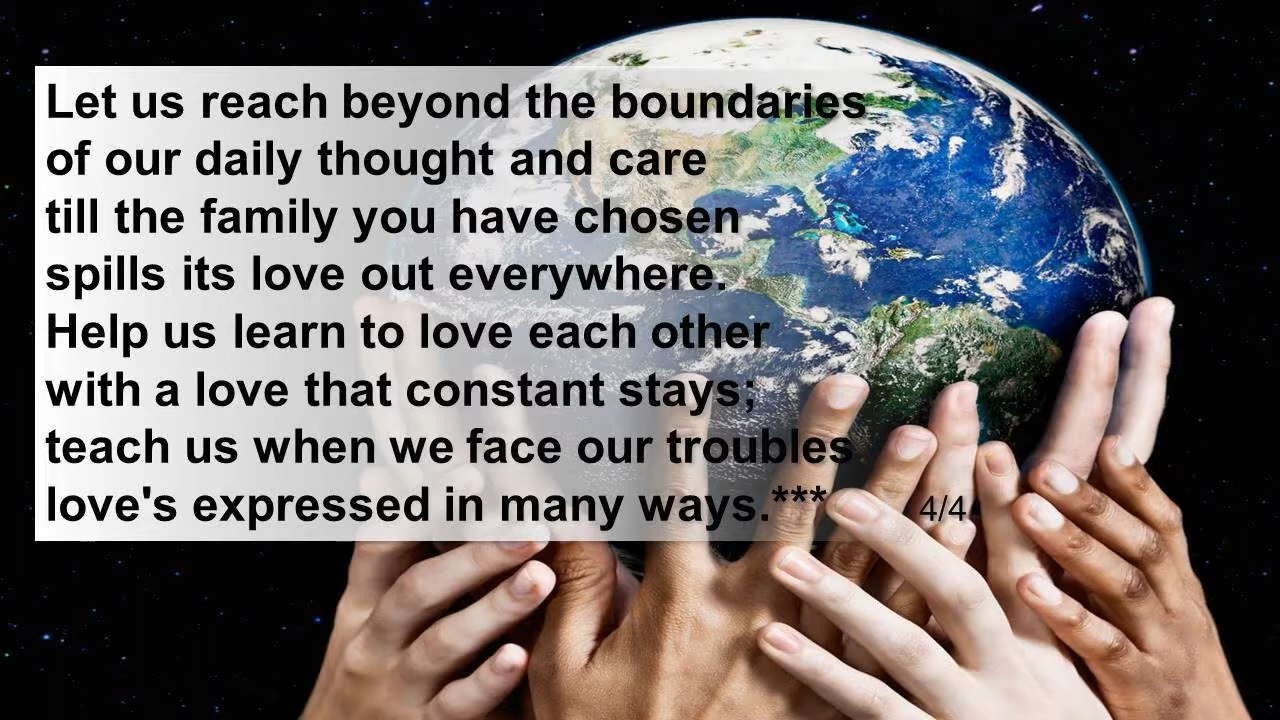 Let us reach beyond the boundaries
of our daily thought and care
till the family you have chosen
spills its love out everywhere.
Help us learn to love each other
with a love that constant stays;
teach us when we face our troubles
love's expressed in many ways.*** 4/4